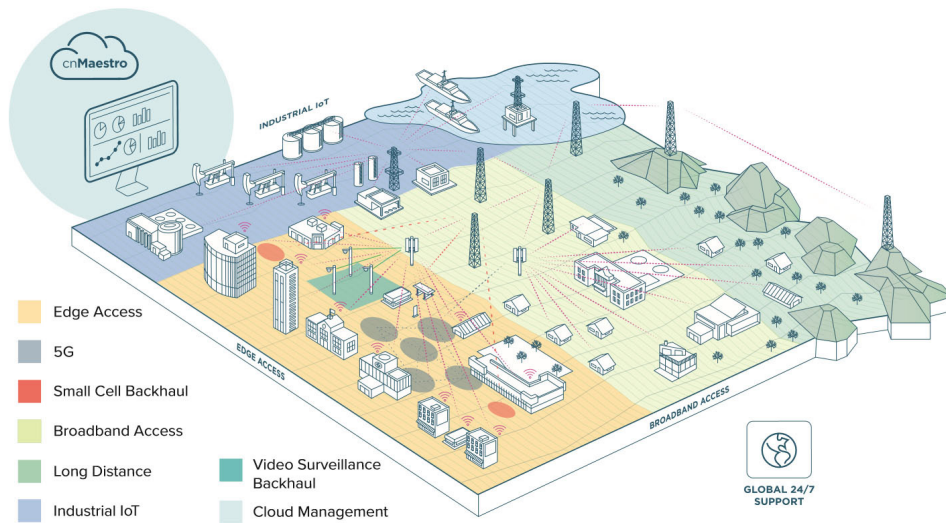 cnMaestro
INDUSTRIAL IoT
EDGE ACCESS
BROADBAND ACCESS
Edge Access
5G
Small Cell Backhaul
Broadband Access
Long Distance
Industrial IoT
Video Surveillance
Backhaul
Cloud Management
GLOBAL 24/7
SUPPORT